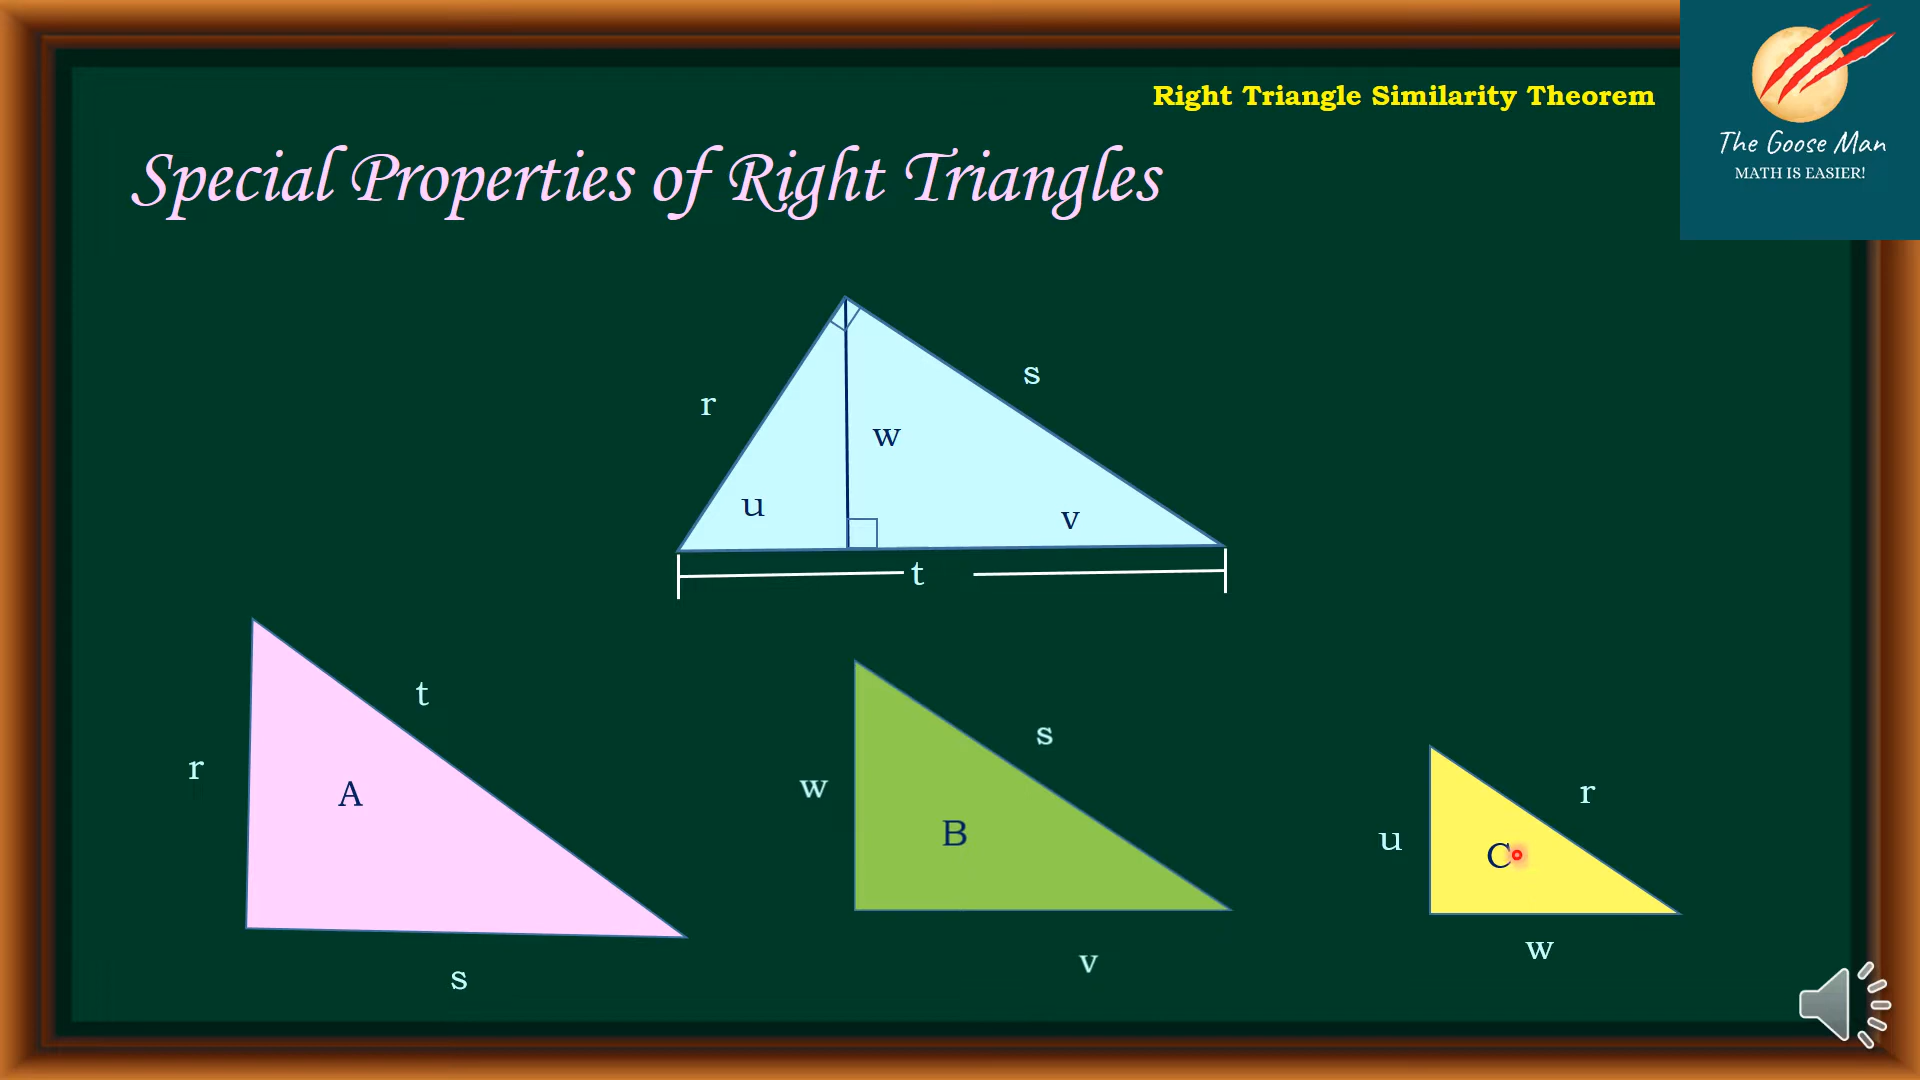 Right Triangle Similarity Theorem
The Goose Man
MATH IS EASIER!
Special Properties of Right Triangles
r
s
w
u
v
t
r
t
A
s
w
s
B
v
u
r
C
w